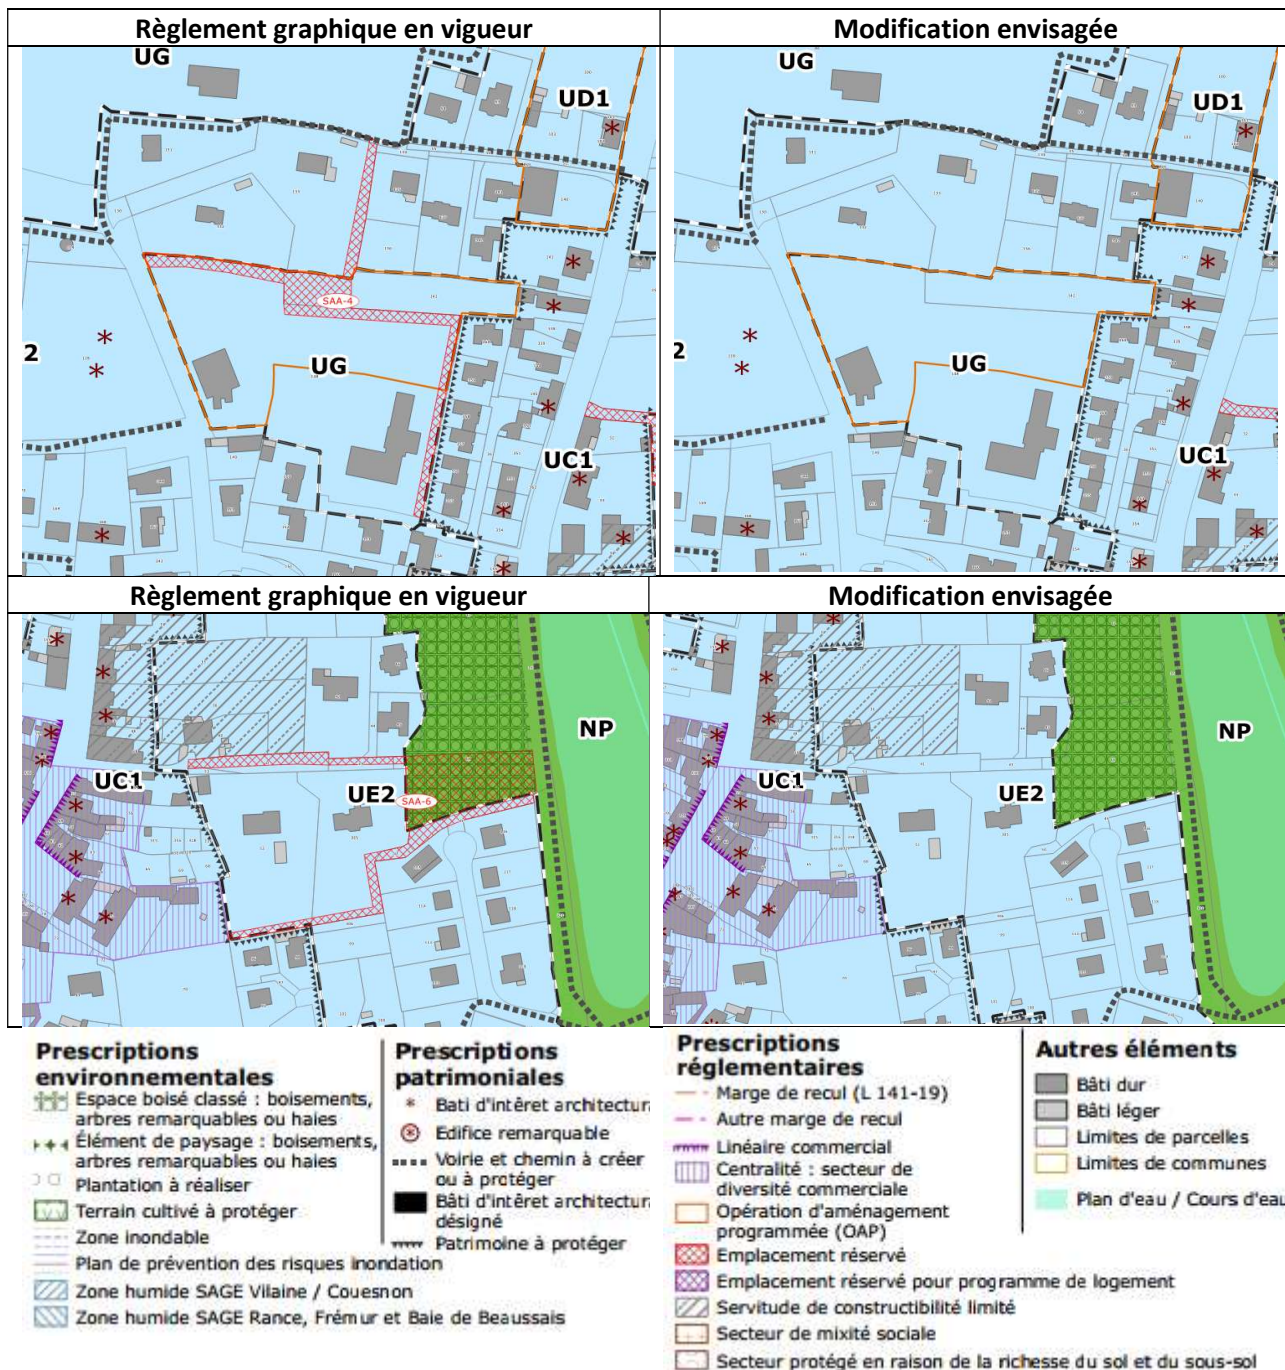 Règlement graphique en vigueur
Modification envisagée
UG
UD1
SAA-4
2
UG
UC1
UG
UD1
2
UG
UC1
Règlement graphique en vigueur
Modification envisagée
NP
UC1
UE2
SAA-6
NP
UC1
UE2
Prescriptions
environnementales
Espace boisé classé : boisements,
arbres remarquables ou haies
Élément de paysage : boisements,
arbres remarquables ou haies
Plantation à réaliser
Terrain cultivé à protéger
Zone inondable
Plan de prévention des risques inondation
Zone humide SAGE Vilaine / Couesnon
Zone humide SAGE Rance, Frémur et Baie de Beaussais
Prescriptions
patrimoniales
Bati d'intêret architectur
Edifice remarquable
Voirie et chemin à créer
ou à protéger
Bâti d'intêret architectur
désigné
Patrimoine à protéger
Prescriptions
réglementaires
Marge de recul (L 141-19)
Autre marge de recul
Linéaire commercial
Centralité : secteur de
diversité commerciale
Opération d'aménagement
programmée (OAP)
Emplacement réservé
Emplacement réservé pour programme de logement
Servitude de constructibilité limité
Secteur de mixité sociale
Secteur protégé en raison de la richesse du sol et du sous-sol
Autres éléments
Bâti dur
Bâti léger
Limites de parcelles
Limites de communes
Plan d'eau / Cours d'eau